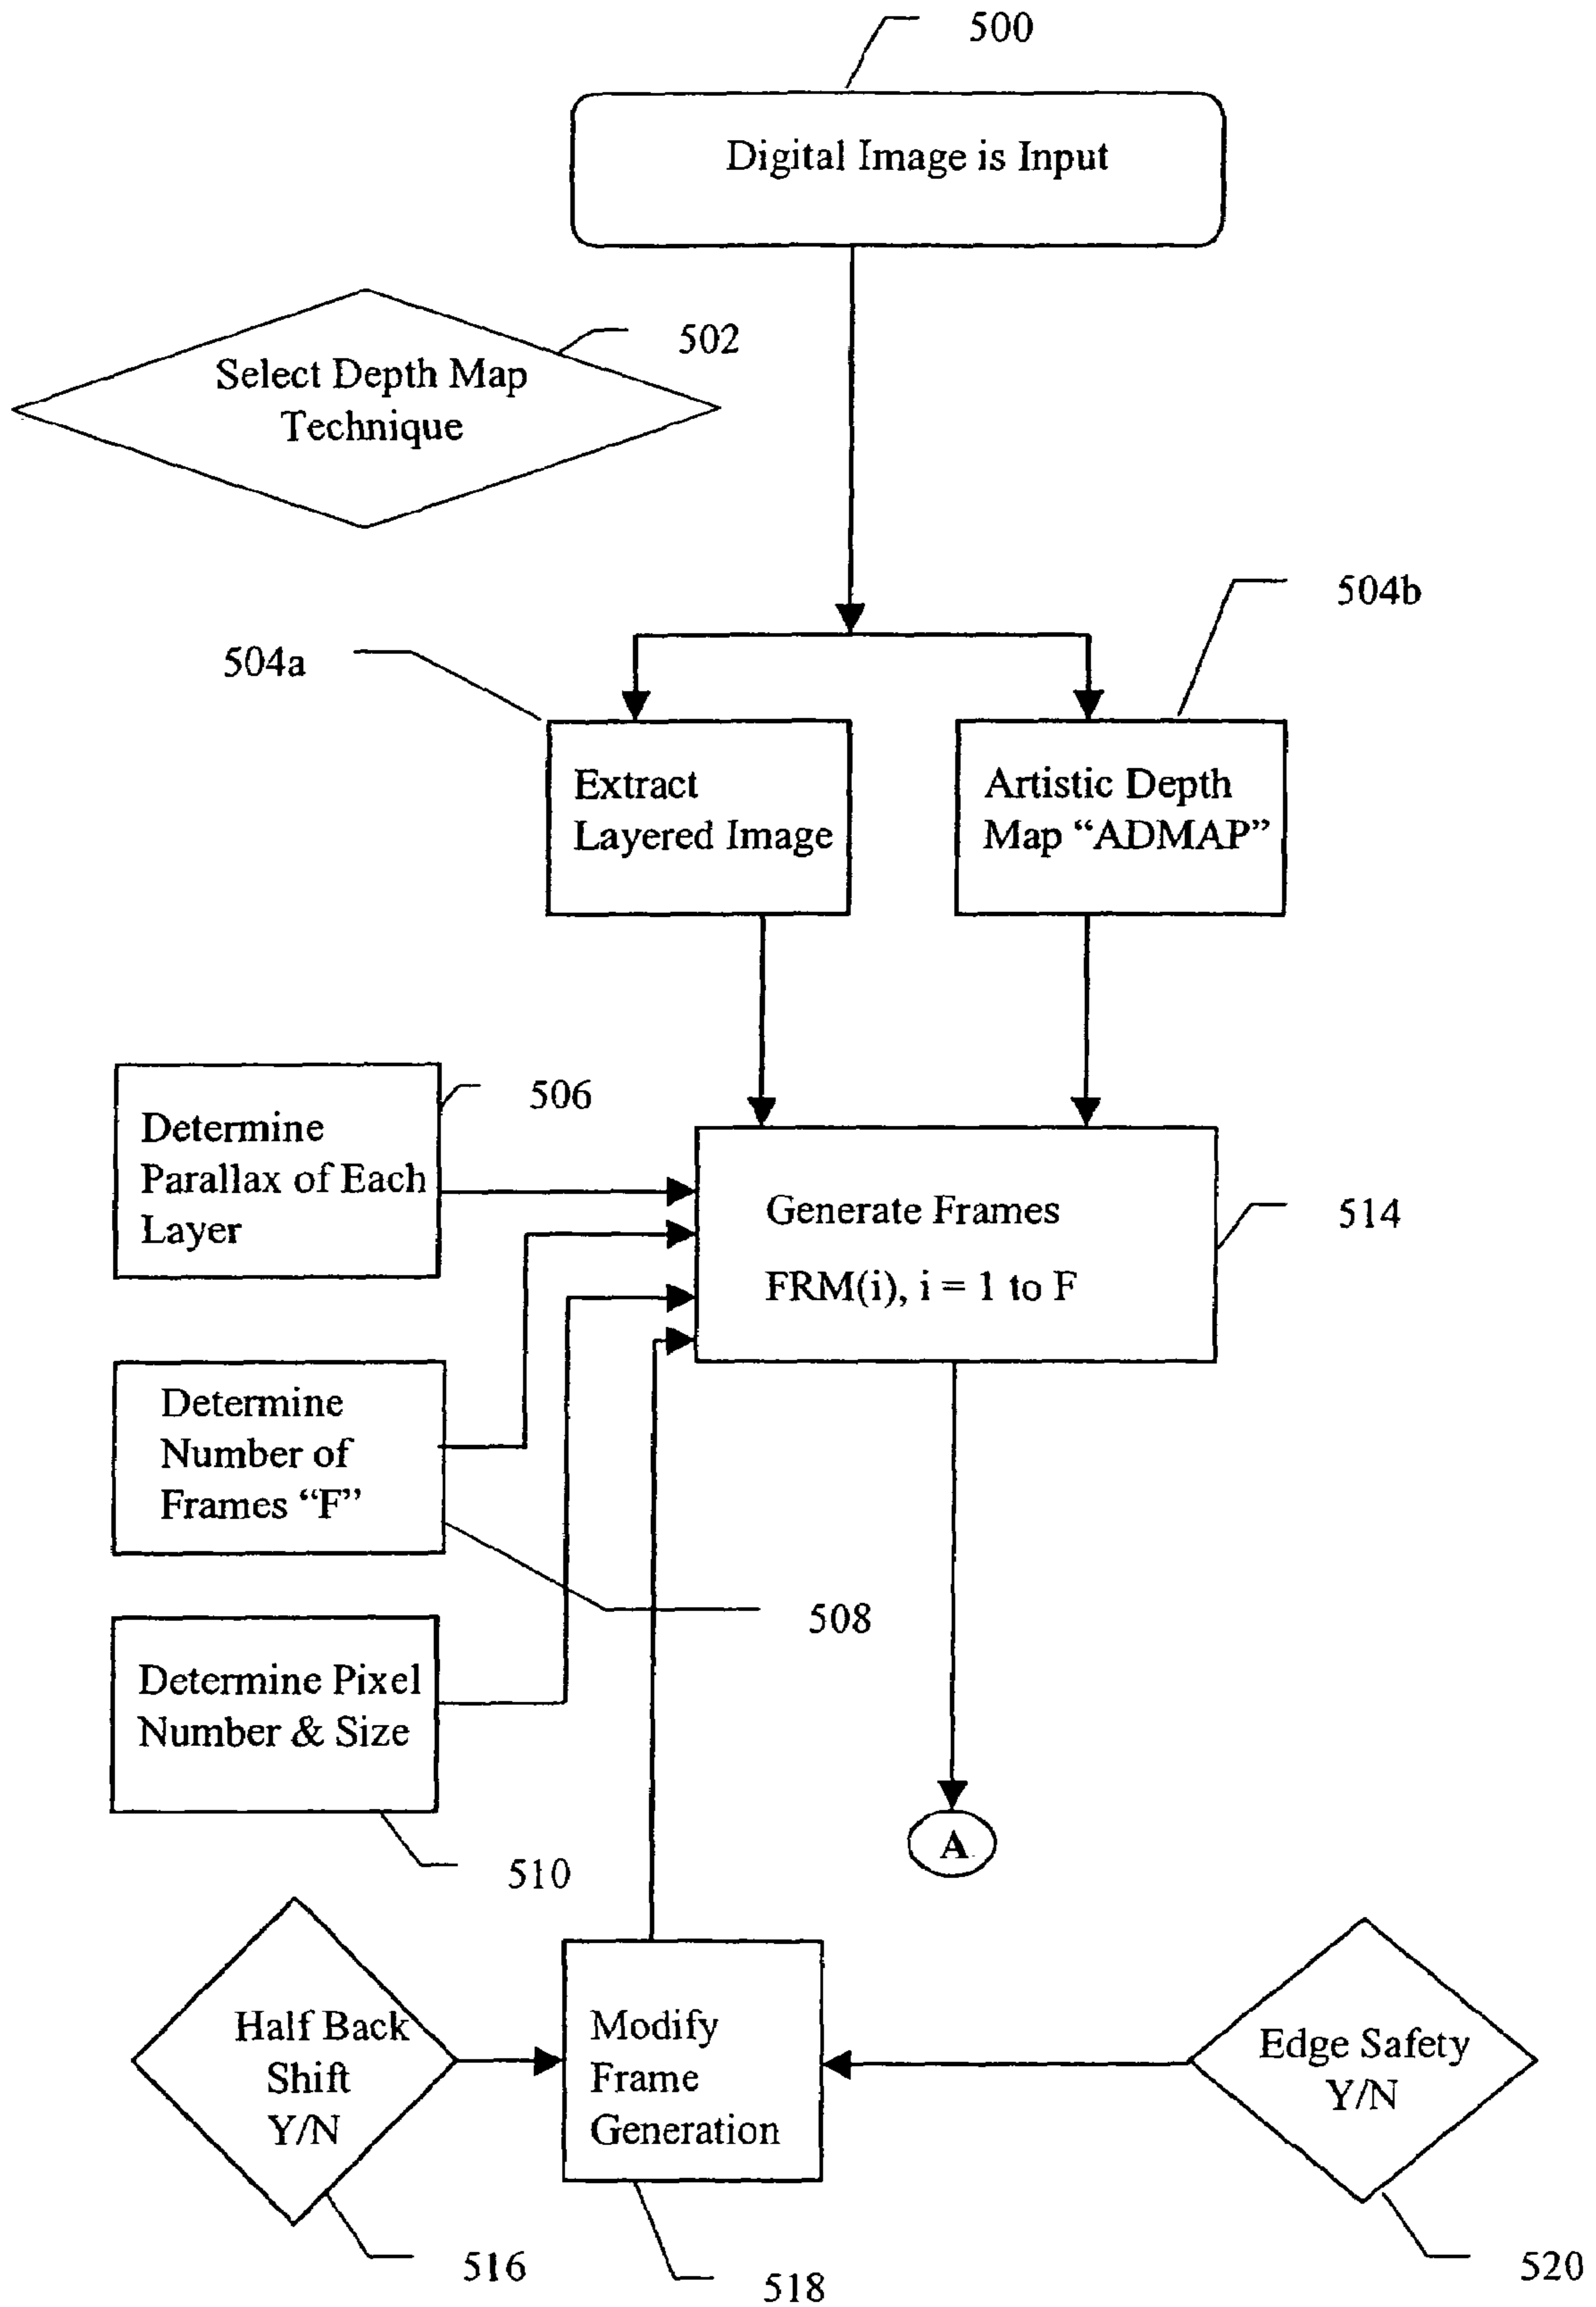 500
Digital Image is Input
502
Select Depth Map
Technique
504b
504a
Extract
Layered Image
Artistic Depth
Map “ADMAP”
506
Determine
Parallax of Each
Layer
Generate Frames
FRM(i), i = 1 to F
514
Determine
Number of
Frames “F”
508
Determine Pixel
Number & Size
510
A
Half Back
Shift
Y/N
Modify
Frame
Generation
Edge Safety
Y/N
516
518
520